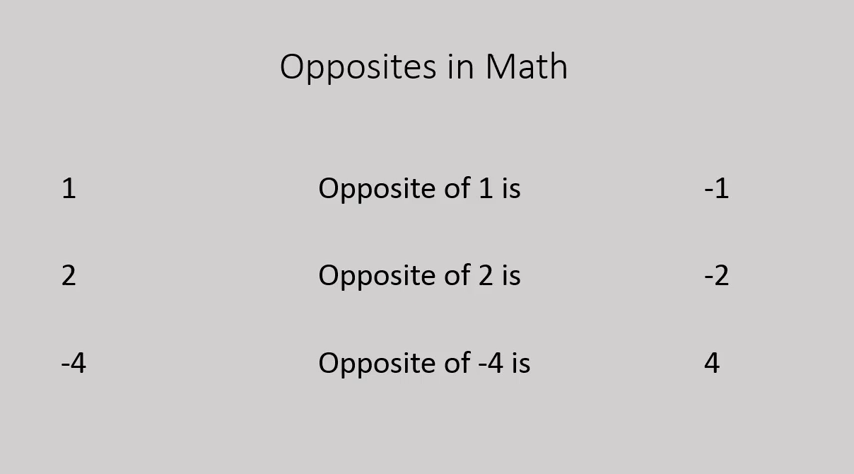 Opposites in Math
1 Opposite of 1 is -1
2 Opposite of 2 is -2
-4 Opposite of -4 is 4